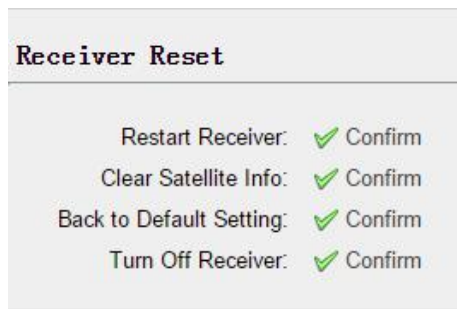 Receiver Reset
Restart Receiver: Confirm
Clear Satellite Info: Confirm
Back to Default Setting: Confirm
Turn Off Receiver: Confirm